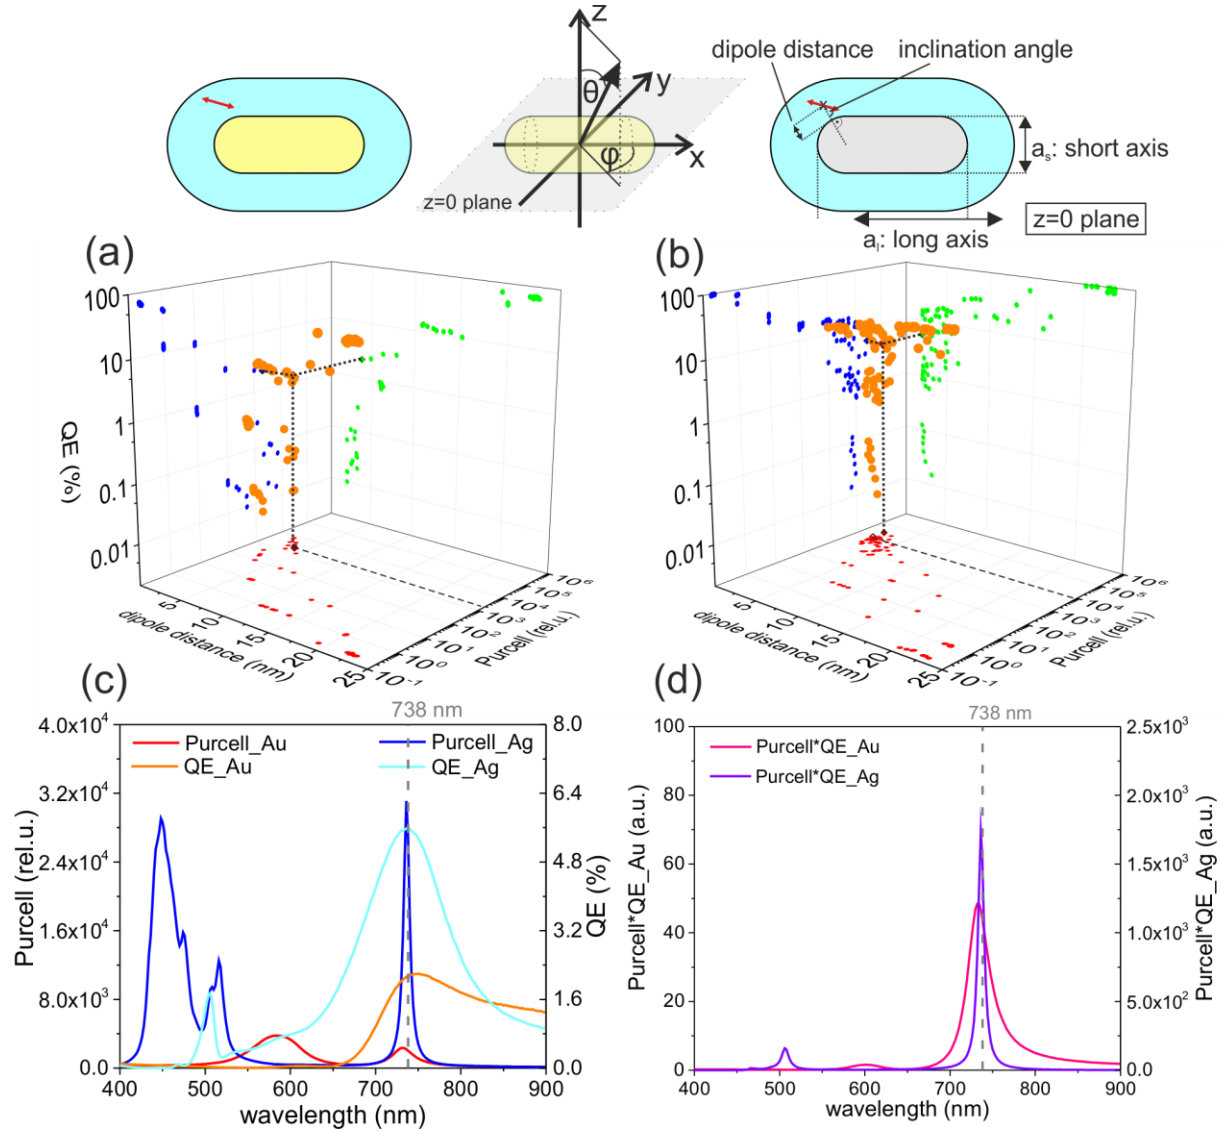 z
θ
y
x
φ
z=0 plane
dipole distance
inclination angle
aₛ: short axis
aₗ: long axis
z=0 plane
(a)
QE (%)
100
10
1
0.1
0.01
5
10
15
20
25
dipole distance (nm)
10⁻¹
10⁰
10¹
10²
10³
10⁴
10⁵
10⁶
Purcell (rel.u.)
(b)
100
10
1
0.1
0.01
5
10
15
20
25
dipole distance (nm)
10⁻¹
10⁰
10¹
10²
10³
10⁴
10⁵
10⁶
Purcell (rel.u.)
(c)
738 nm
Purcell_Au
QE_Au
Purcell_Ag
QE_Ag
Purcell (rel.u.)
4.0x10⁴
3.2x10⁴
2.4x10⁴
1.6x10⁴
8.0x10³
0.0
QE (%)
8.0
6.4
4.8
3.2
1.6
0.0
400 500 600 700 800 900
wavelength (nm)
(d)
738 nm
Purcell*QE_Au
Purcell*QE_Ag
Purcell*QE_Au (a.u.)
100
80
60
40
20
0
Purcell*QE_Ag (a.u.)
2.5x10³
2.0x10³
1.5x10³
1.0x10³
5.0x10²
0.0
400 500 600 700 800 900
wavelength (nm)